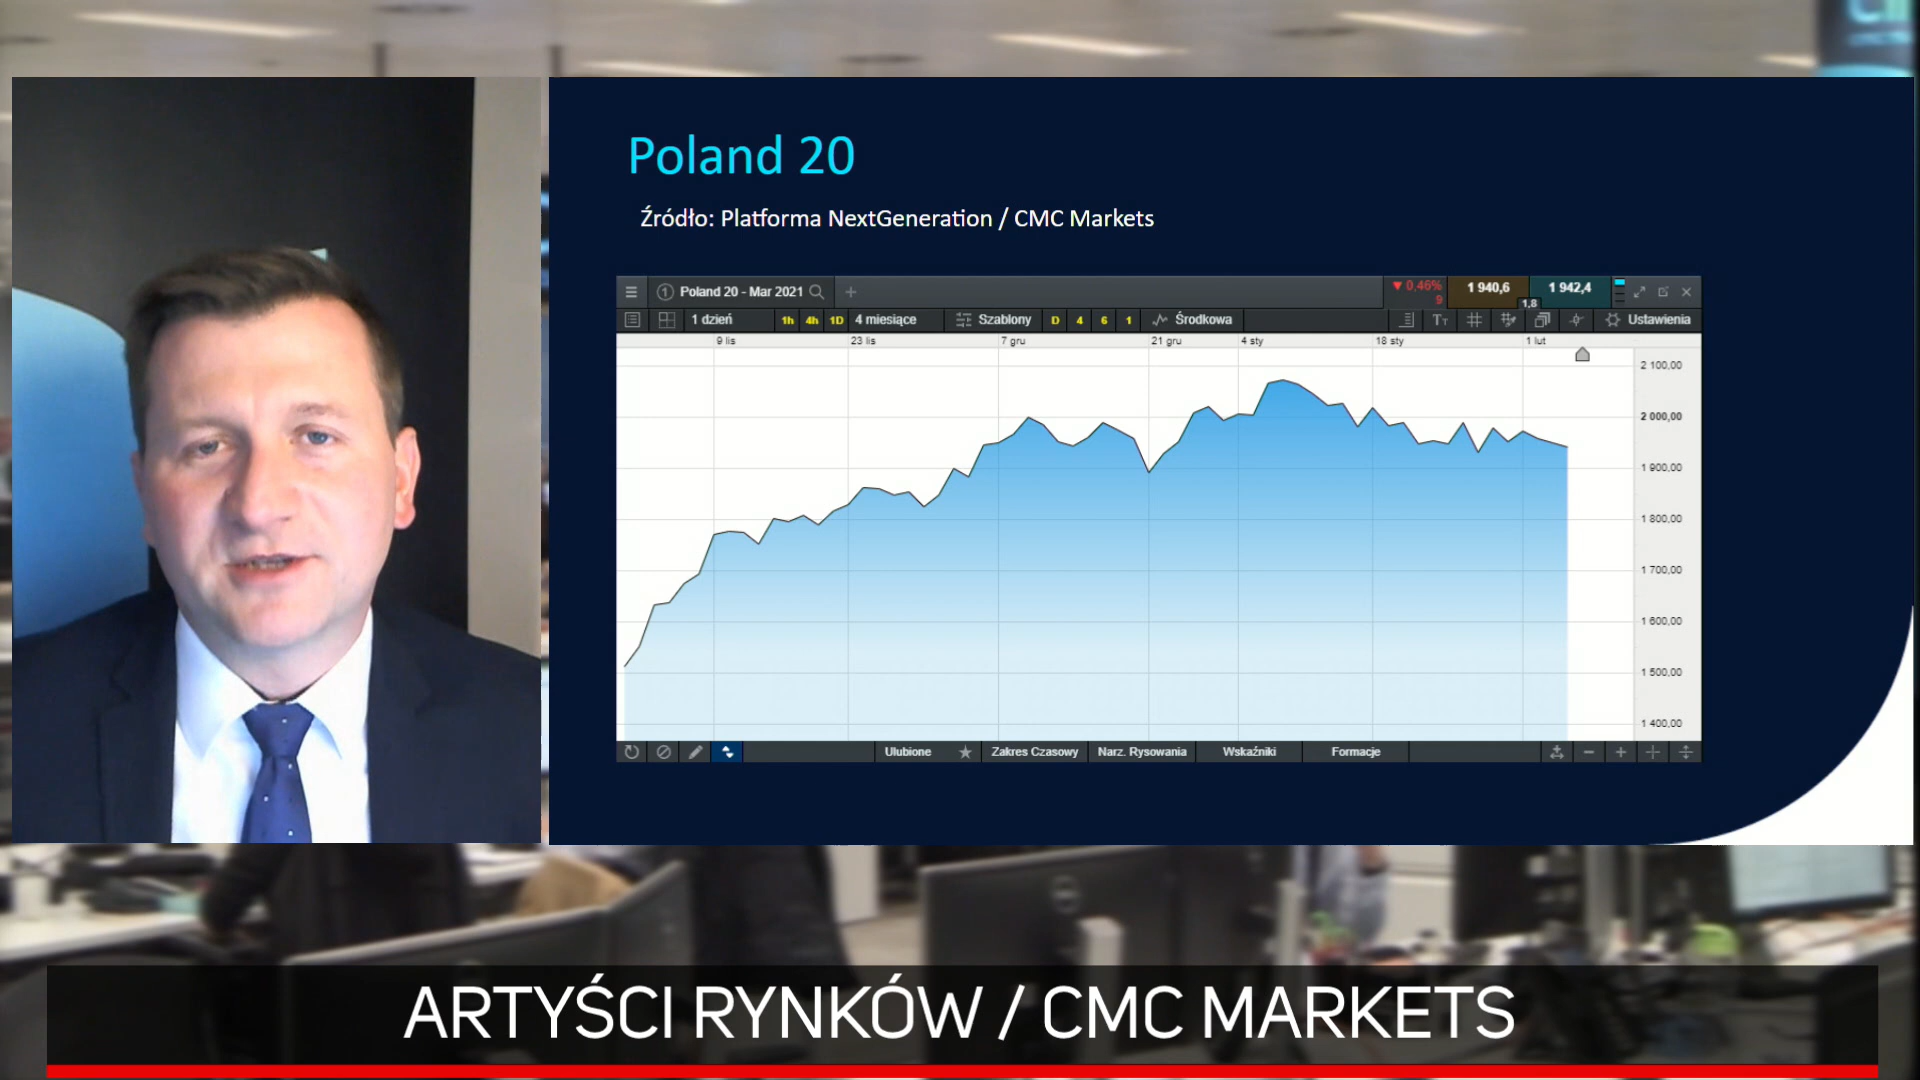 Poland 20
Źródło: Platforma NextGeneration / CMC Markets
1 Poland 20 - Mar 2021
0,46%
9
1 940,6
1,8
1 942,4
1 dzień 1h 4h 1D 4 miesiące Szablony D 4 6 1 Środkowa Ustawienia
9 lis 23 lis 7 gru 21 gru 4 sty 18 sty 1 lut
2 100,00
2 000,00
1 900,00
1 800,00
1 700,00
1 600,00
1 500,00
1 400,00
Ulubione Zakres Czasowy Narz. Rysowania Wskaźniki Formacje
ARTYŚCI RYNKÓW / CMC MARKETS